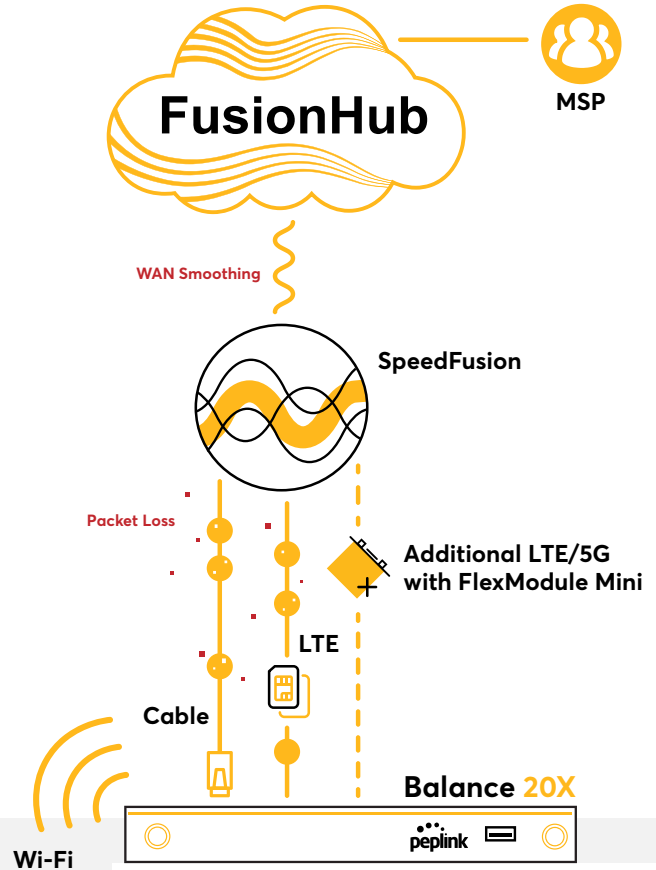 FusionHub
MSP
WAN Smoothing
SpeedFusion
Packet Loss
Additional LTE/5G
with FlexModule Mini
LTE
Cable
Balance 20X
peplink
Wi-Fi